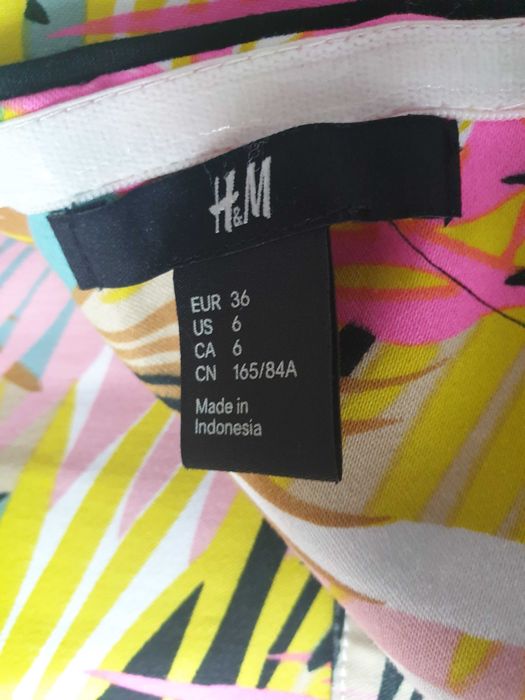 H&M
EUR 36
US 6
CA 6
CN 165/84A
Made in
Indonesia